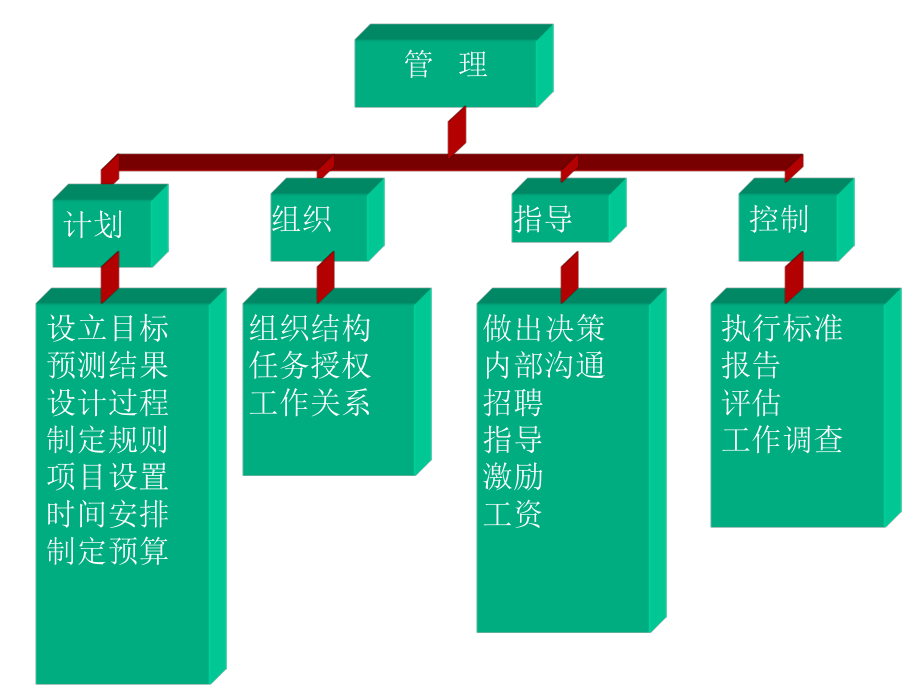 管 理
计划
组织
指导
控制
设立目标
预测结果
设计过程
制定规则
项目设置
时间安排
制定预算
组织结构
任务授权
工作关系
做出决策
内部沟通
招聘
指导
激励
工资
执行标准
报告
评估
工作调查